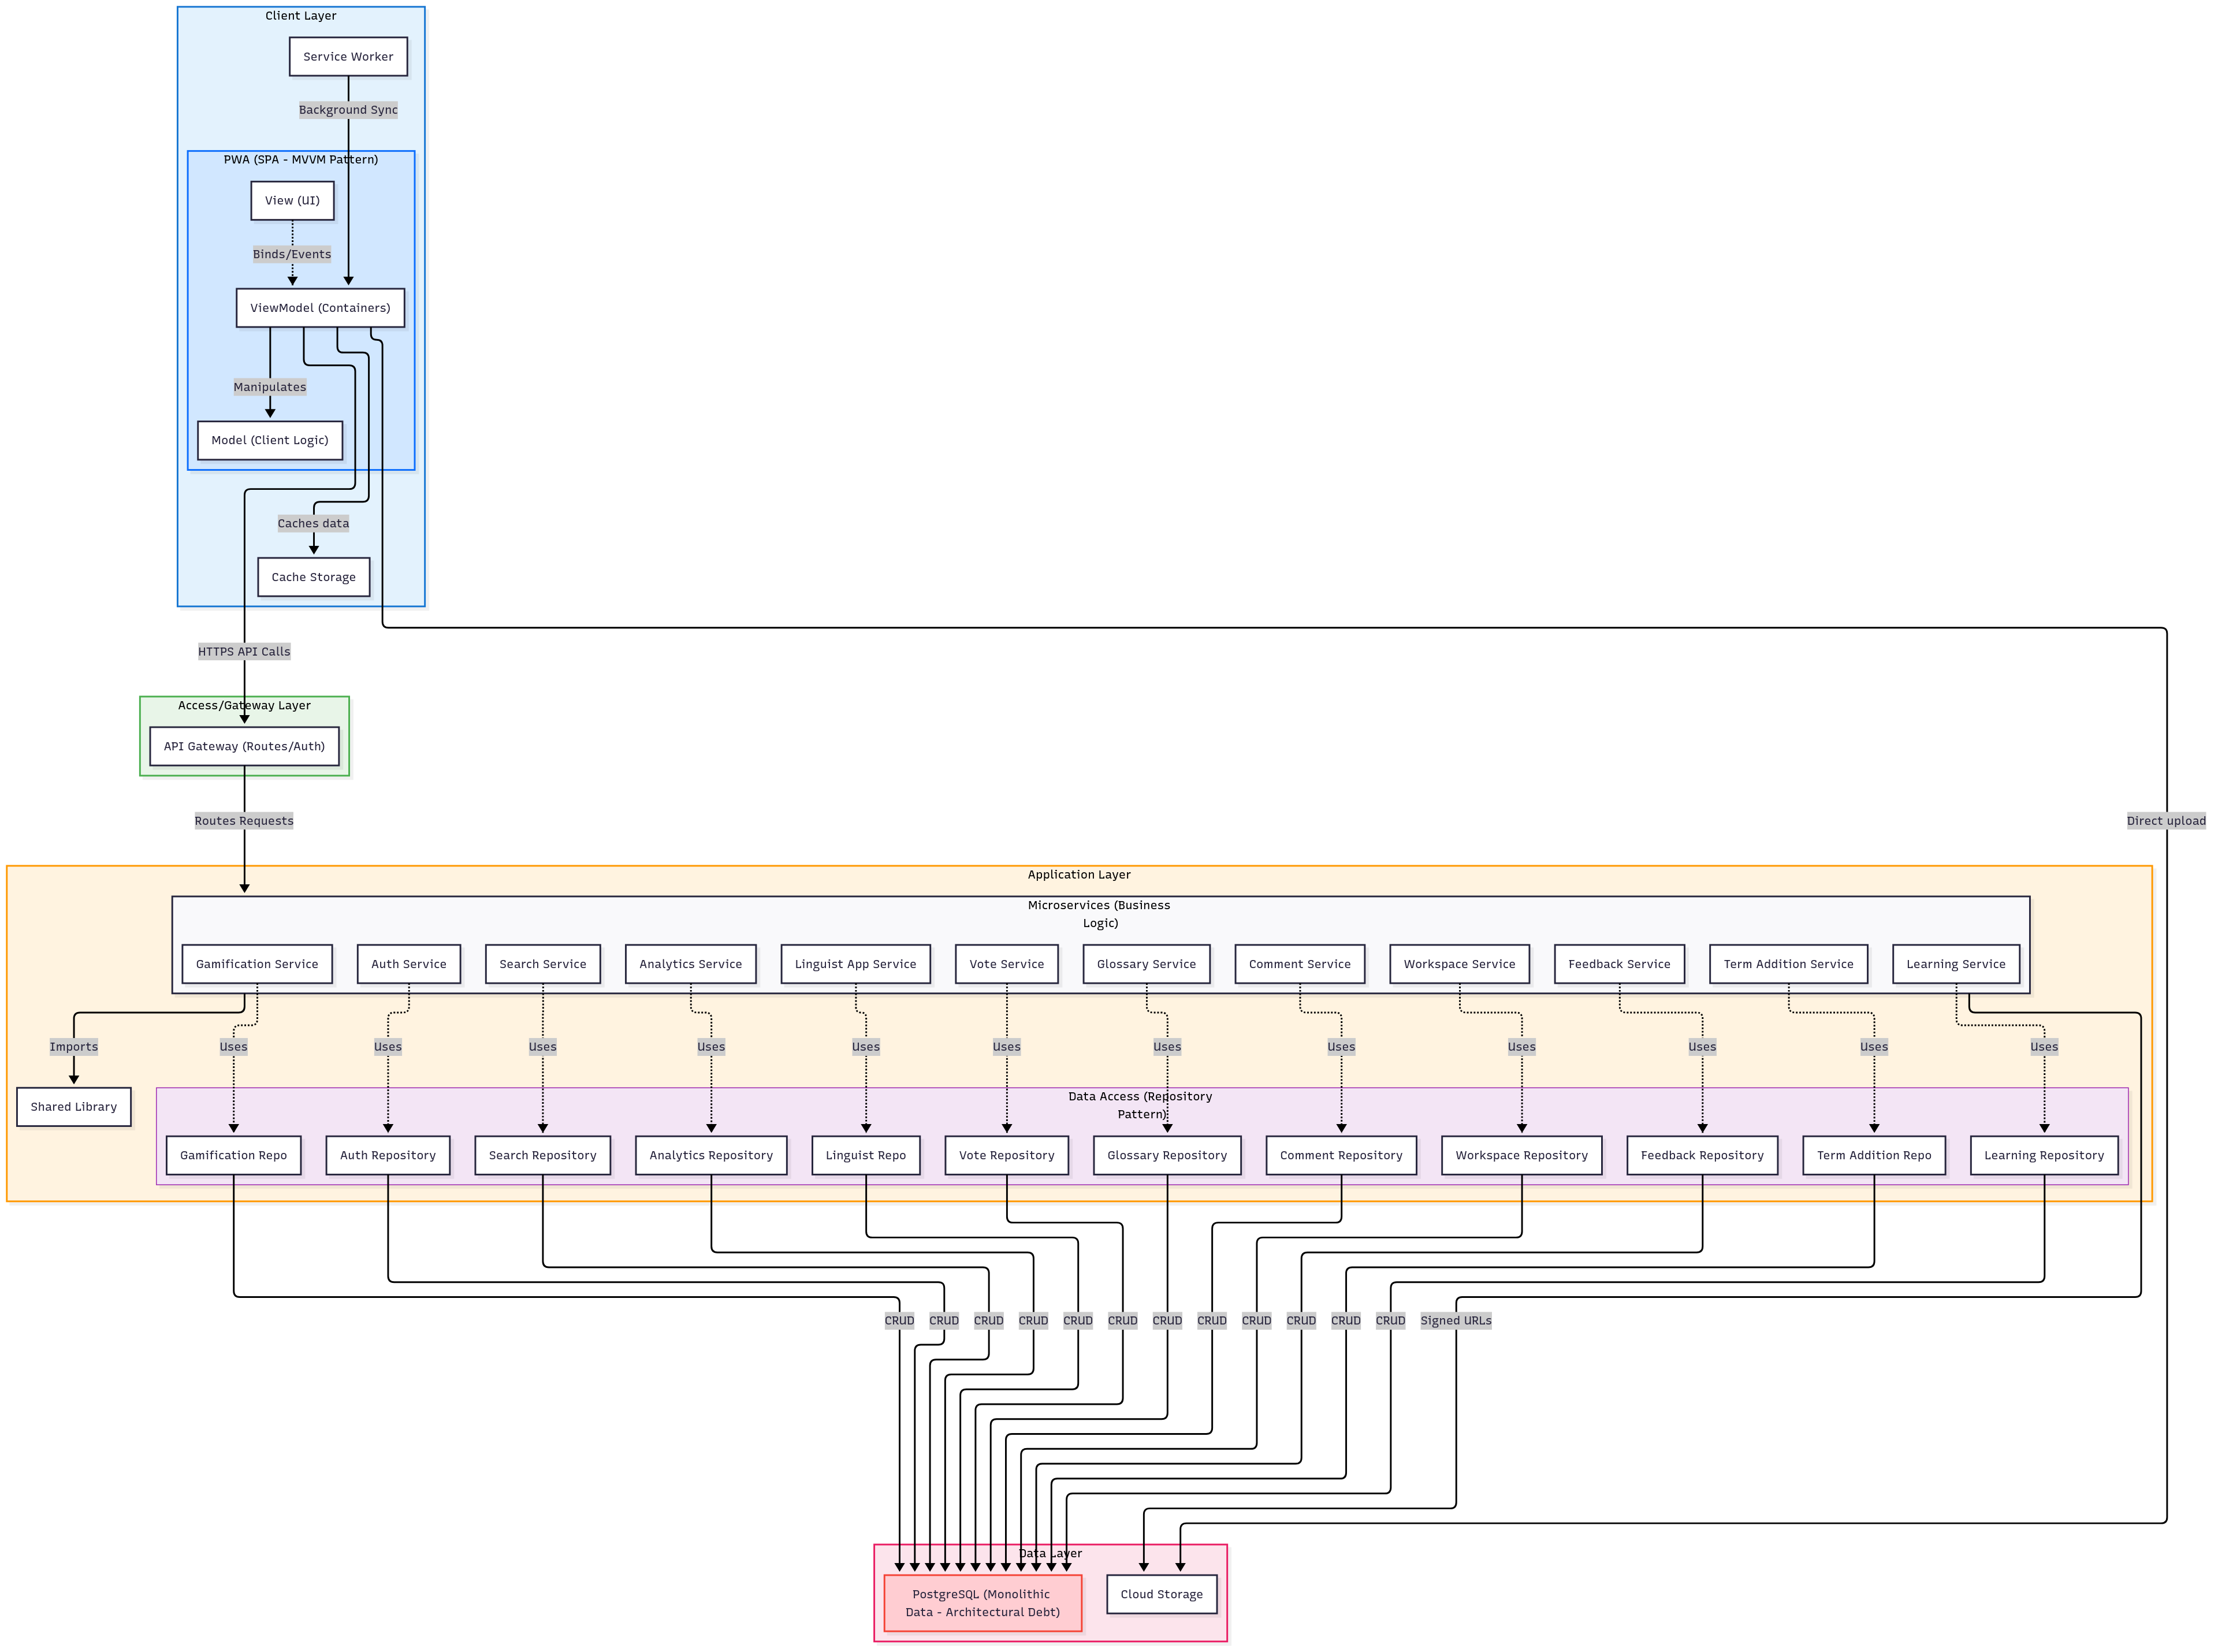 Client Layer
Service Worker
Background Sync
PWA (SPA - MVVM Pattern)
View (UI)
Binds/Events
ViewModel (Containers)
Manipulates
Model (Client Logic)
Caches data
Cache Storage
HTTPS API Calls
Access/Gateway Layer
API Gateway (Routes/Auth)
Routes Requests
Direct upload
Application Layer
Microservices (Business
Logic)
Gamification Service
Auth Service
Search Service
Analytics Service
Linguist App Service
Vote Service
Glossary Service
Comment Service
Workspace Service
Feedback Service
Term Addition Service
Learning Service
Imports
Uses
Uses
Uses
Uses
Uses
Uses
Uses
Uses
Uses
Uses
Uses
Uses
Shared Library
Data Access (Repository
Pattern)
Gamification Repo
Auth Repository
Search Repository
Analytics Repository
Linguist Repo
Vote Repository
Glossary Repository
Comment Repository
Workspace Repository
Feedback Repository
Term Addition Repo
Learning Repository
CRUD
CRUD
CRUD
CRUD
CRUD
CRUD
CRUD
CRUD
CRUD
CRUD
CRUD
CRUD
Signed URLs
Data Layer
PostgreSQL (Monolithic
Data - Architectural Debt)
Cloud Storage